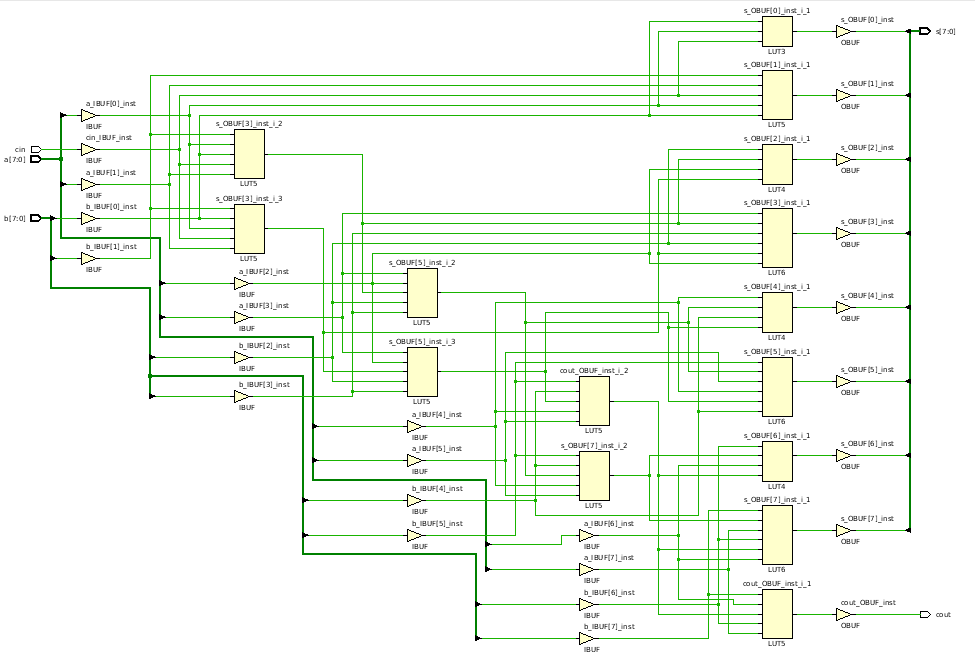 s_OBUF[0]_inst_i_1
LUT3
s_OBUF[0]_inst
OBUF
s[7:0]
s_OBUF[1]_inst_i_1
LUT5
s_OBUF[1]_inst
OBUF
a_IBUF[0]_inst
IBUF
cin
cin_IBUF_inst
IBUF
a[7:0]
a_IBUF[1]_inst
IBUF
b[7:0]
b_IBUF[0]_inst
IBUF
b_IBUF[1]_inst
IBUF
s_OBUF[3]_inst_i_2
LUT5
s_OBUF[3]_inst_i_3
LUT5
s_OBUF[2]_inst_i_1
LUT4
s_OBUF[2]_inst
OBUF
s_OBUF[3]_inst_i_1
LUT6
s_OBUF[3]_inst
OBUF
a_IBUF[2]_inst
IBUF
a_IBUF[3]_inst
IBUF
b_IBUF[2]_inst
IBUF
b_IBUF[3]_inst
IBUF
s_OBUF[5]_inst_i_2
LUT5
s_OBUF[5]_inst_i_3
LUT5
s_OBUF[4]_inst_i_1
LUT4
s_OBUF[4]_inst
OBUF
s_OBUF[5]_inst_i_1
LUT6
s_OBUF[5]_inst
OBUF
cout_OBUF_inst_i_2
LUT5
a_IBUF[4]_inst
IBUF
a_IBUF[5]_inst
IBUF
b_IBUF[4]_inst
IBUF
b_IBUF[5]_inst
IBUF
s_OBUF[7]_inst_i_2
LUT5
s_OBUF[6]_inst_i_1
LUT4
s_OBUF[6]_inst
OBUF
s_OBUF[7]_inst_i_1
LUT6
s_OBUF[7]_inst
OBUF
a_IBUF[6]_inst
IBUF
a_IBUF[7]_inst
IBUF
b_IBUF[6]_inst
IBUF
b_IBUF[7]_inst
IBUF
cout_OBUF_inst_i_1
LUT5
cout_OBUF_inst
OBUF
cout